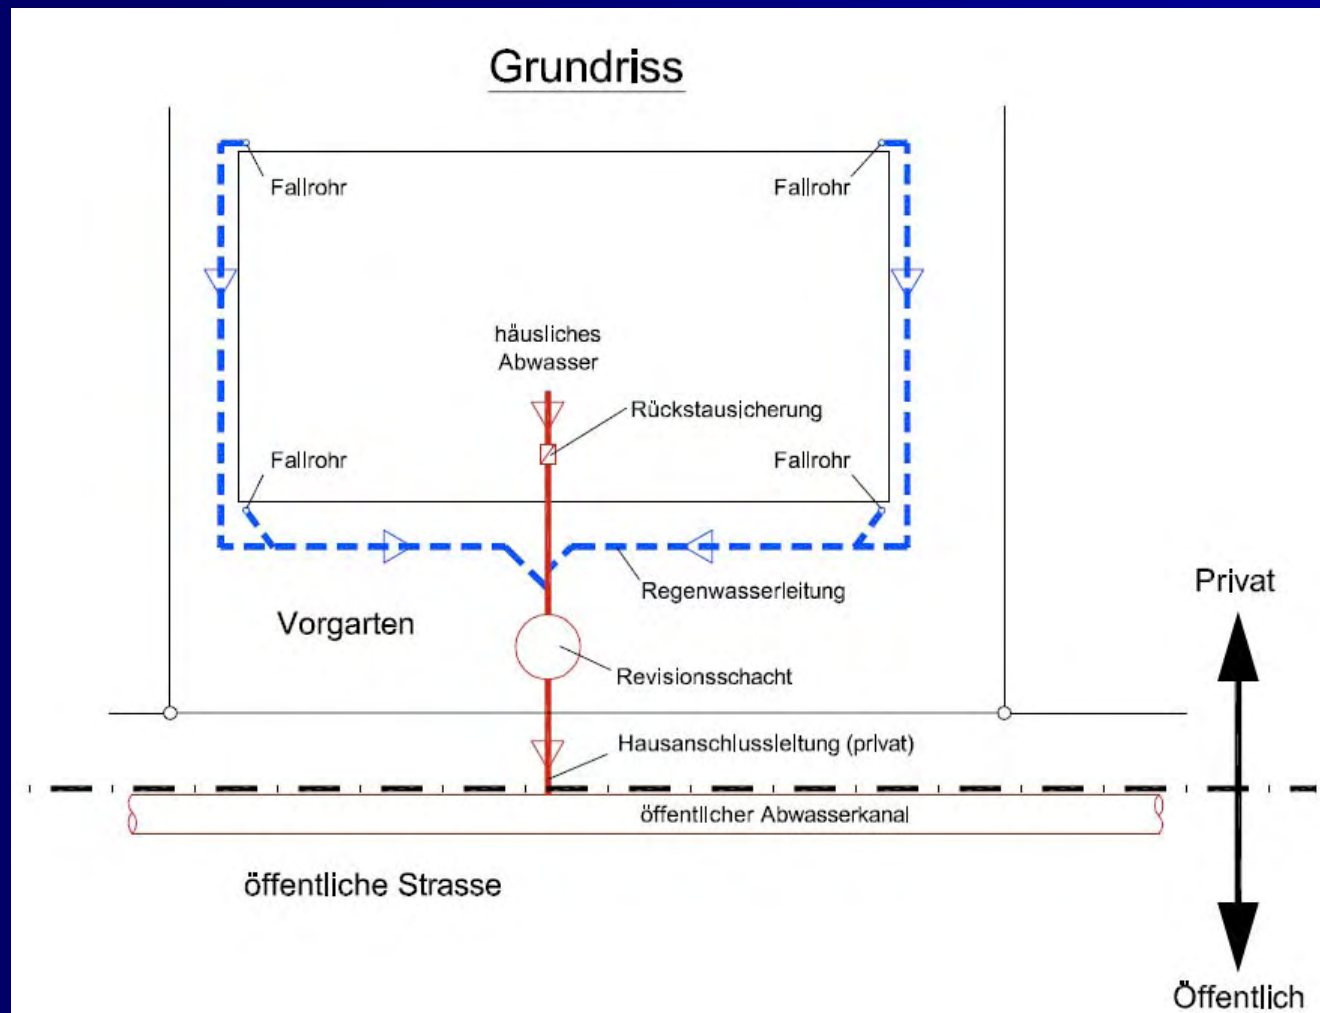 Grundriss
Fallrohr
Fallrohr
häusliches
Abwasser
Rückstausicherung
Fallrohr
Fallrohr
Regenwasserleitung
Privat
Vorgarten
Revisionsschacht
Hausanschlussleitung (privat)
öffentlicher Abwasserkanal
öffentliche Strasse
Öffentlich